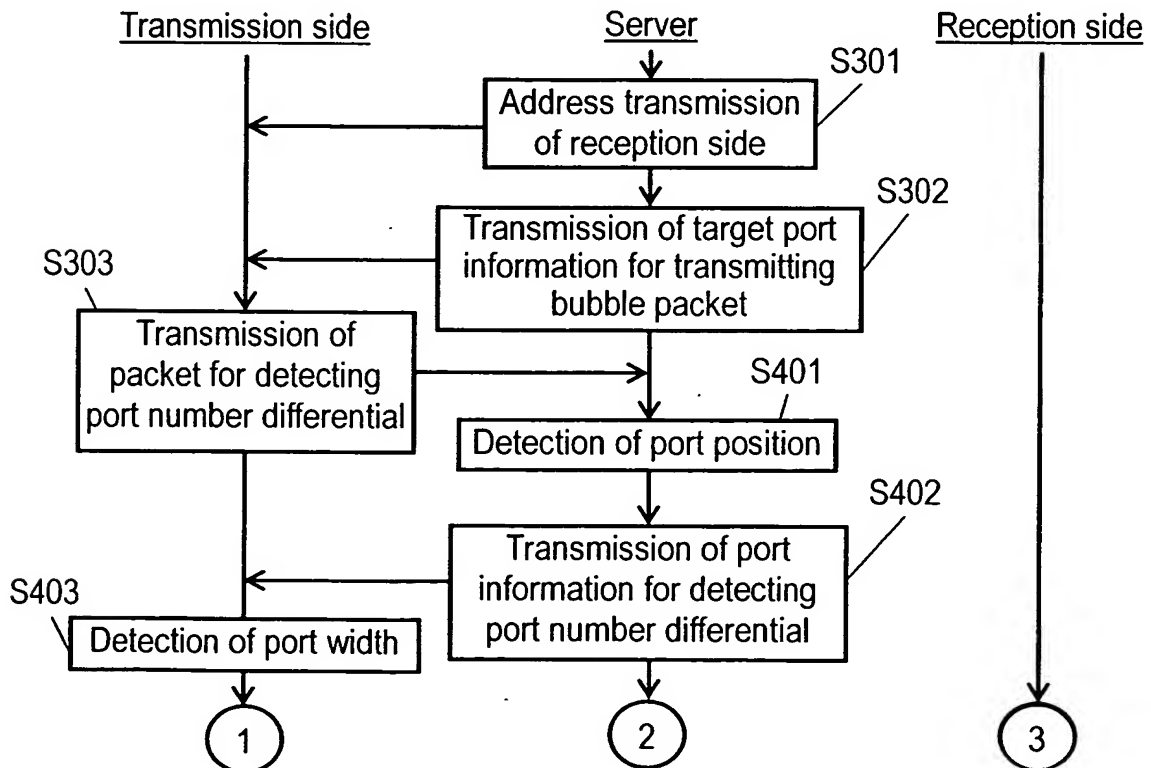 Transmission side
Server
Reception side
S301
Address transmission
of reception side
S302
Transmission of target port
information for transmitting
bubble packet
S303
Transmission of
packet for detecting
port number differential
S401
Detection of port position
S402
Transmission of port
information for detecting
port number differential
S403
Detection of port width
1
2
3